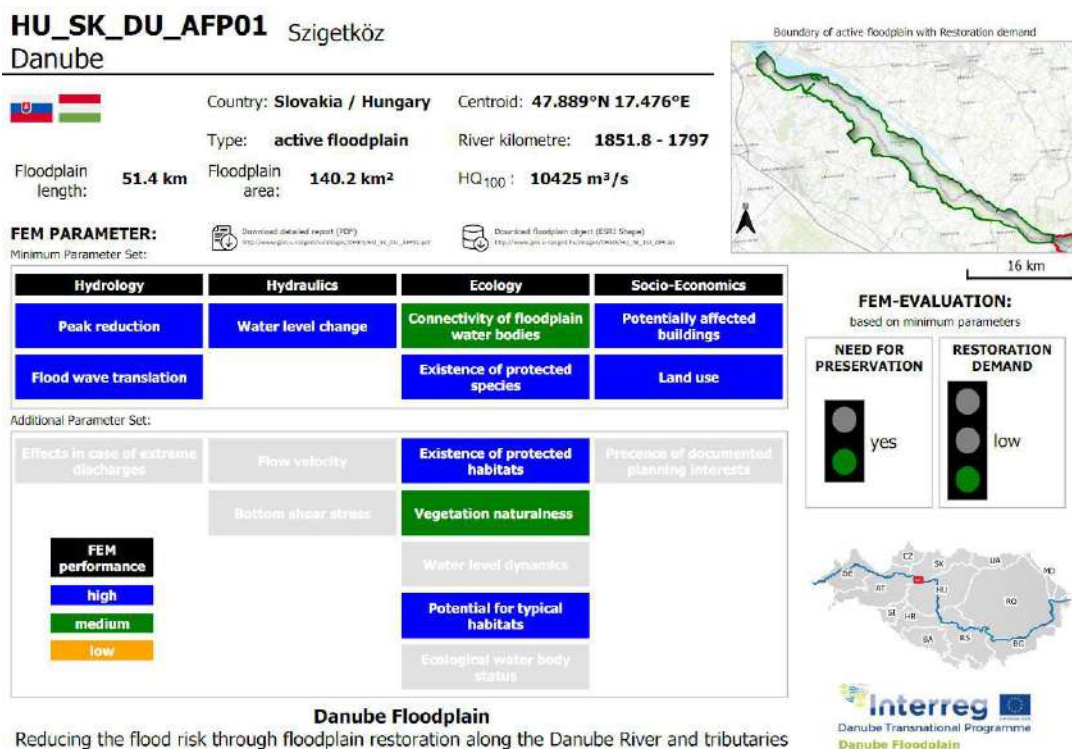 HU_SK_DU_AFP01 Szigetköz
Danube
Boundary of active floodplain with Restoration demand
Country: Slovakia / Hungary
Centroid: 47.889°N 17.476°E
Type: active floodplain
River kilometre: 1851.8 - 1797
Floodplain length: 51.4 km
Floodplain area: 140.2 km²
HQ100 : 10425 m³/s
16 km
FEM PARAMETER:
Download detailed report (PDF)
Download floodplain object (ESRI Shape)
Minimum Parameter Set:
Hydrology
Hydraulics
Ecology
Socio-Economics
Peak reduction
Water level change
Connectivity of floodplain
water bodies
Potentially affected
buildings
Flood wave translation
Existence of protected
species
Land use
Additional Parameter Set:
Effects in case of extreme
discharges
Flow velocity
Existence of protected
habitats
Precence of documented
planning interests
Bottom shear stress
Vegetation naturalness
Water level dynamics
Potential for typical
habitats
Ecological water body
status
FEM
performance
high
medium
low
FEM-EVALUATION:
based on minimum parameters
NEED FOR
PRESERVATION
yes
RESTORATION
DEMAND
low
DE
CZ
SK
UA
MD
AT
HU
SI
HR
RO
BA
BG
Interreg
Danube Transnational Programme
Danube Floodplain
Danube Floodplain
Reducing the flood risk through floodplain restoration along the Danube River and tributaries